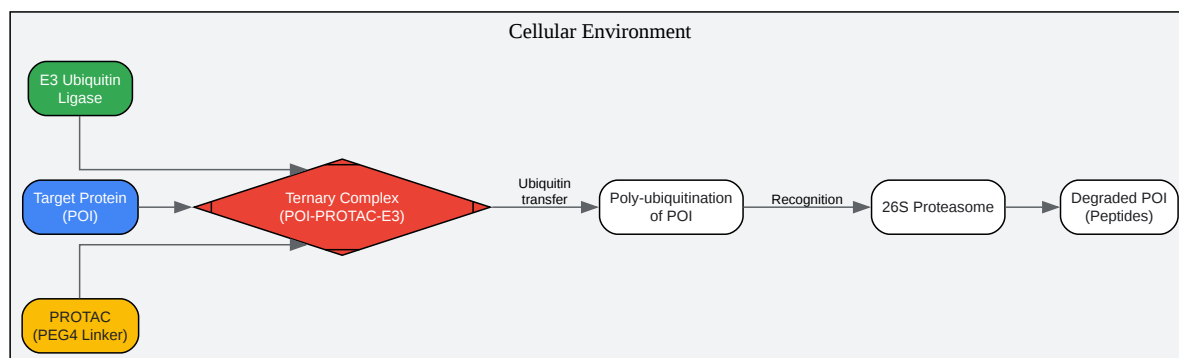 Cellular Environment
E3 Ubiquitin
Ligase
Target Protein
(POI)
PROTAC
(PEG4 Linker)
Ternary Complex
(POI-PROTAC-E3)
Ubiquitin
transfer
Poly-ubiquitination
of POI
Recognition
26S Proteasome
Degraded POI
(Peptides)